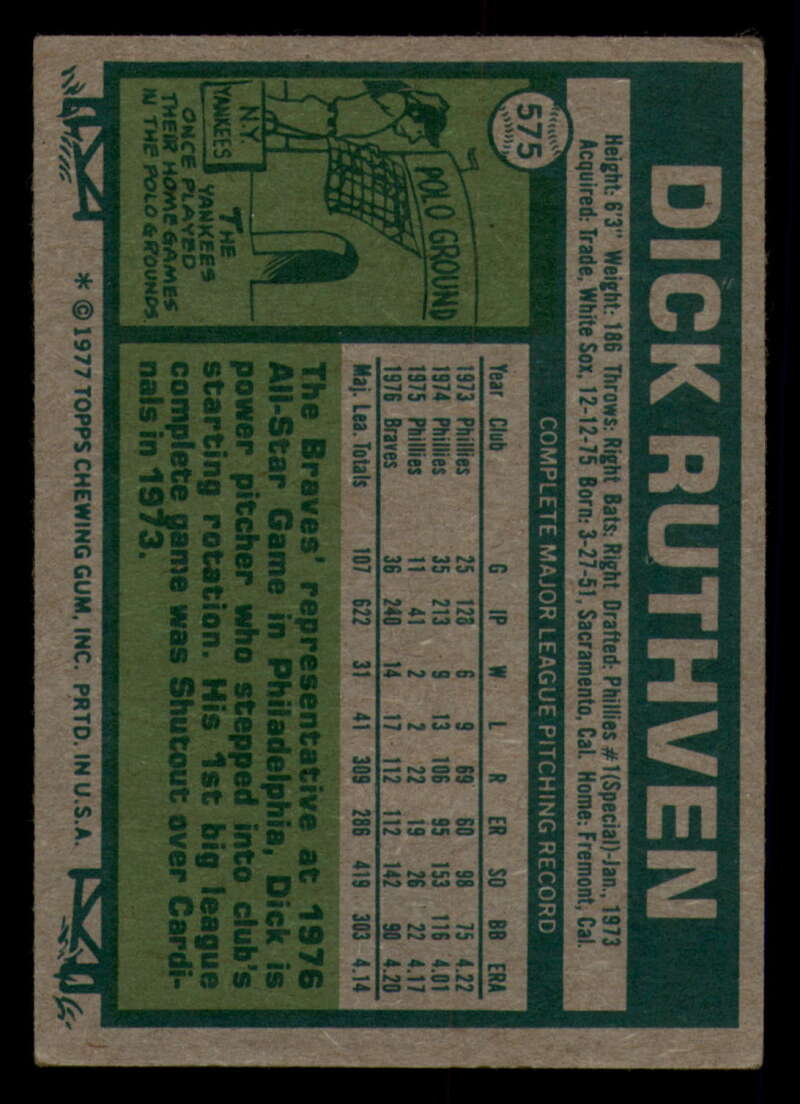 575
DICK RUTHVEN
Height: 6'3" Weight: 186 Throws: Right Bats: Right Drafted: Phillies #1(Special)-Jan., 1973
Acquired: Trade, White Sox, 12-12-75 Born: 3-27-51, Sacramento, Cal. Home: Fremont, Cal.
COMPLETE MAJOR LEAGUE PITCHING RECORD
Year Club G IP W L R ER SO BB ERA
1973 Phillies 25 128 6 9 69 60 98 75 4.22
1974 Phillies 35 213 9 13 106 95 153 116 4.01
1975 Phillies 11 41 2 2 22 19 26 22 4.17
1976 Braves 36 240 14 17 112 112 142 90 4.20
Maj. Lea. Totals 107 622 31 41 309 286 419 303 4.14
POLO GROUND
N.Y.
YANKEES
THE
YANKEES
ONCE PLAYED
THEIR HOME GAMES
IN THE POLO GROUNDS.
The Braves' representative at 1976
All-Star Game in Philadelphia, Dick is
power pitcher who stepped into club's
starting rotation. His 1st big league
complete game was Shutout over Cardi-
nals in 1973.
* © 1977 TOPPS CHEWING GUM, INC. PRTD. IN U.S.A.